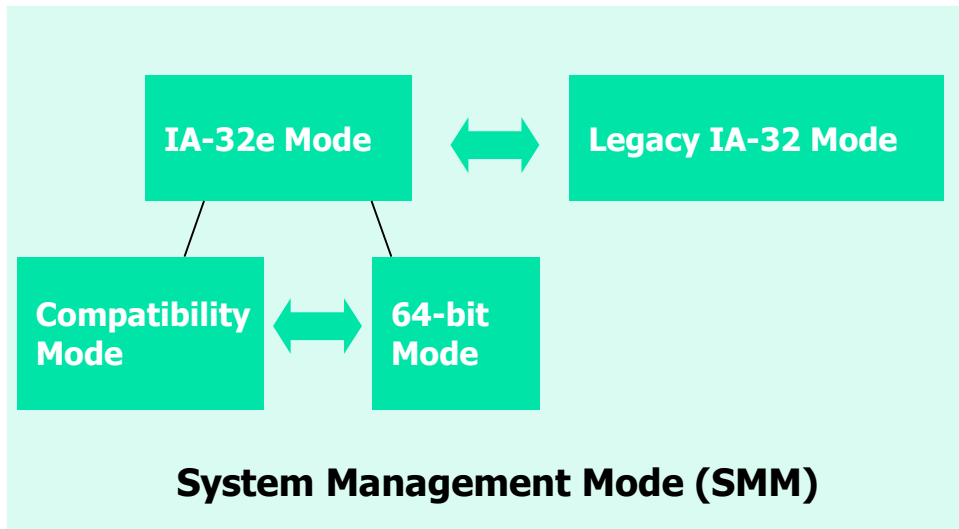 IA-32e Mode
Legacy IA-32 Mode
Compatibility
Mode
64-bit
Mode
System Management Mode (SMM)